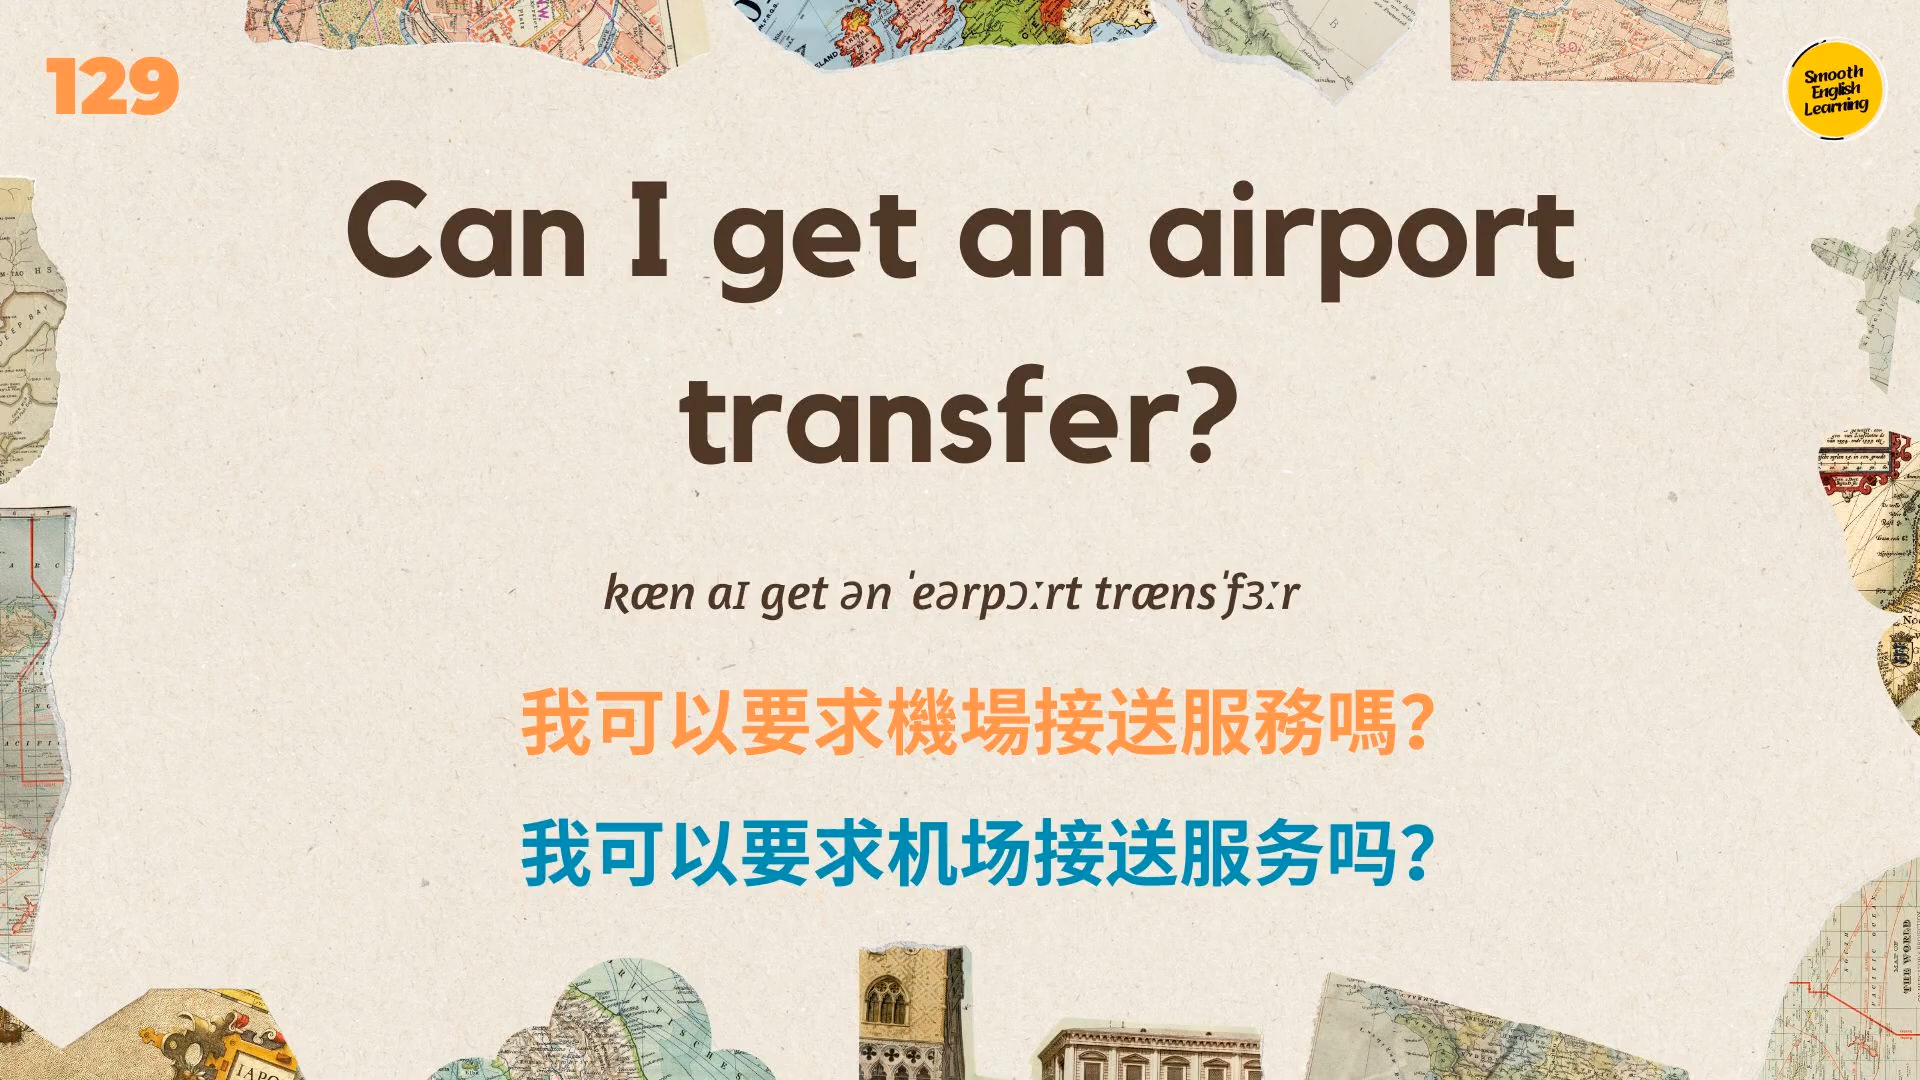 129
Smooth
English
Learning
Can I get an airport
transfer?
kæn aɪ get ən ˈeərpɔːrt trænsˈfɜːr
我可以要求機場接送服務嗎?
我可以要求机场接送服务吗?